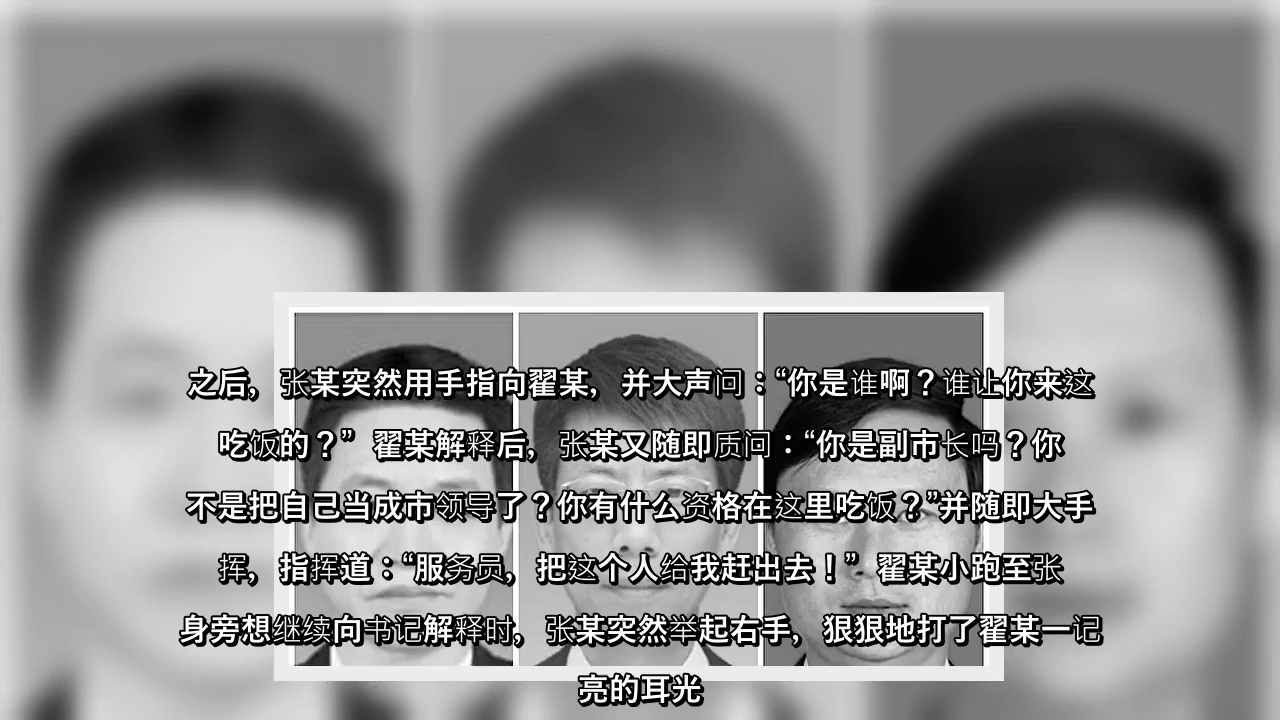 之后，张某突然用手指向翟某，并大声问：“你是谁啊？谁让你来这
吃饭的？” 翟某解释后，张某又随即质问：“你是副市长吗？你
不是把自己当成市领导了？你有什么资格在这里吃饭？”并随即大手
挥，指挥道：“服务员，把这个人给我赶出去！” 翟某小跑至张
身旁想继续向书记解释时，张某突然举起右手，狠狠地打了翟某一记
亮的耳光